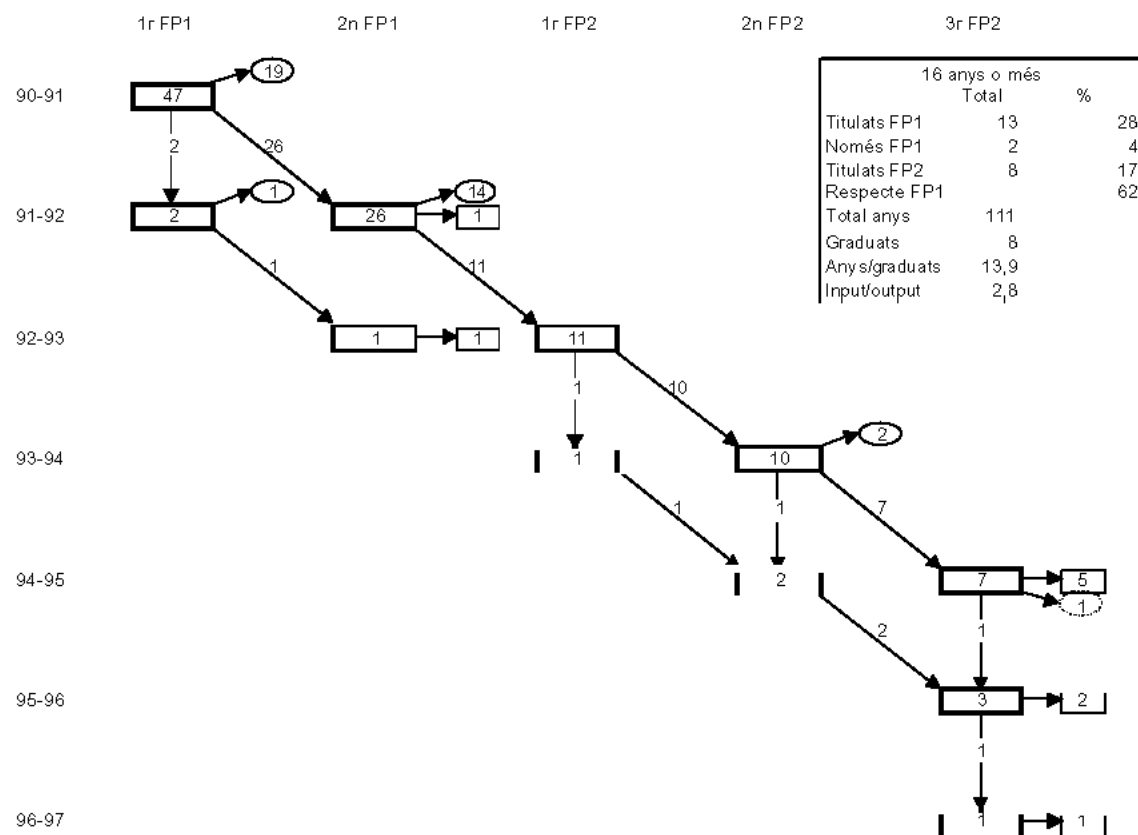 1r FP1 2n FP1 1r FP2 2n FP2 3r FP2
19
90-91 47
16 anys o més
Total %
Titulats FP1 13 28
Només FP1 2 4
Titulats FP2 8 17
Respecte FP1 62
Total anys 111
Graduats 8
Anys/graduats 13,9
Input/output 2,8
2 26
1 14
91-92 2 26 1
1 11
92-93 1 1 11
1 10
2
93-94 1 10
1 1 7
94-95 2 7 5
1
2 1
95-96 3 2
1
96-97 1 1